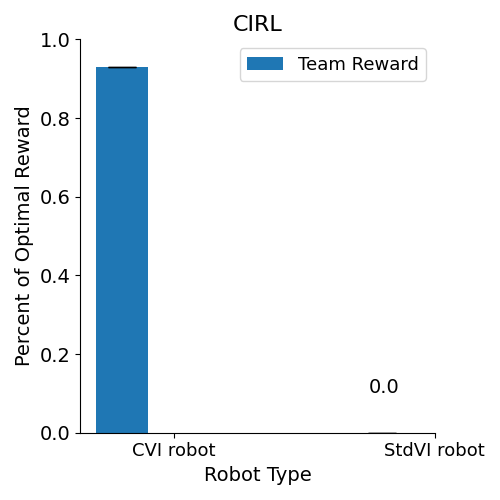 CIRL
Team Reward
Percent of Optimal Reward
1.0
0.8
0.6
0.4
0.2
0.0
0.0
CVI robot
StdVI robot
Robot Type